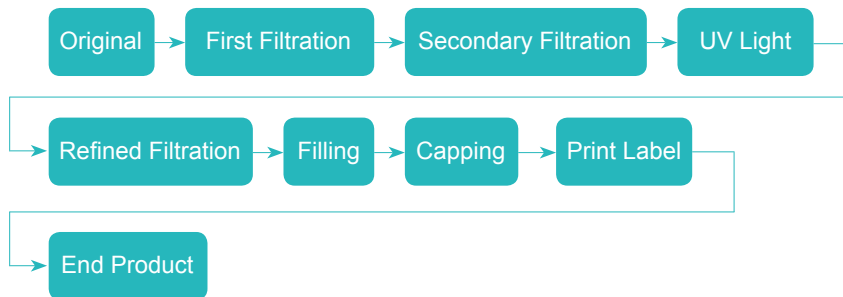 Original
First Filtration
Secondary Filtration
UV Light
Refined Filtration
Filling
Capping
Print Label
End Product